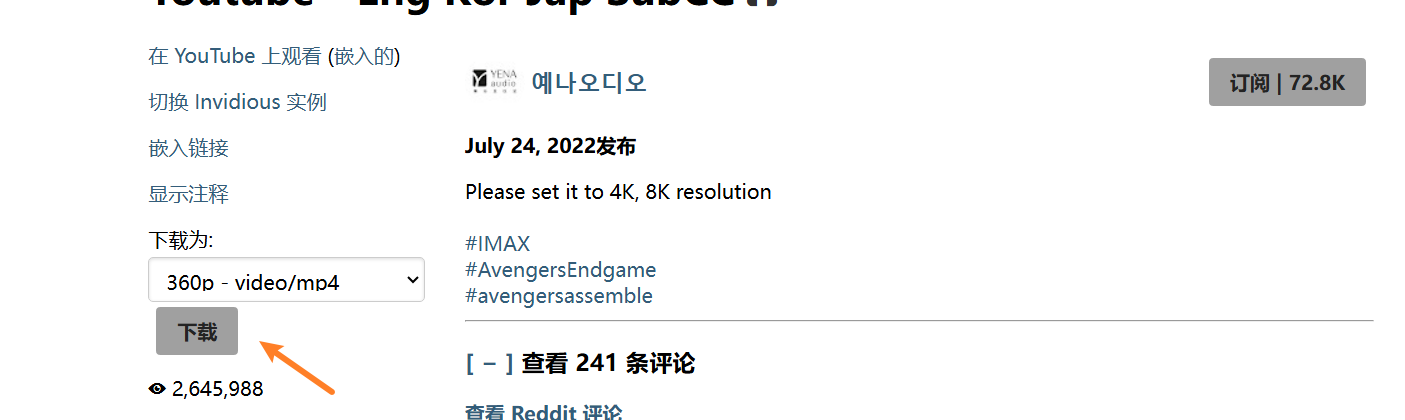 在 YouTube 上观看 (嵌入的)
切换 Invidious 实例
嵌入链接
显示注释
下载为:
360p - video/mp4
下载
2,645,988
YENA
audio
예나오디오
订阅 | 72.8K
July 24, 2022发布
Please set it to 4K, 8K resolution
#IMAX
#AvengersEndgame
#avengersassemble
[ − ] 查看 241 条评论
查看 Reddit 评论